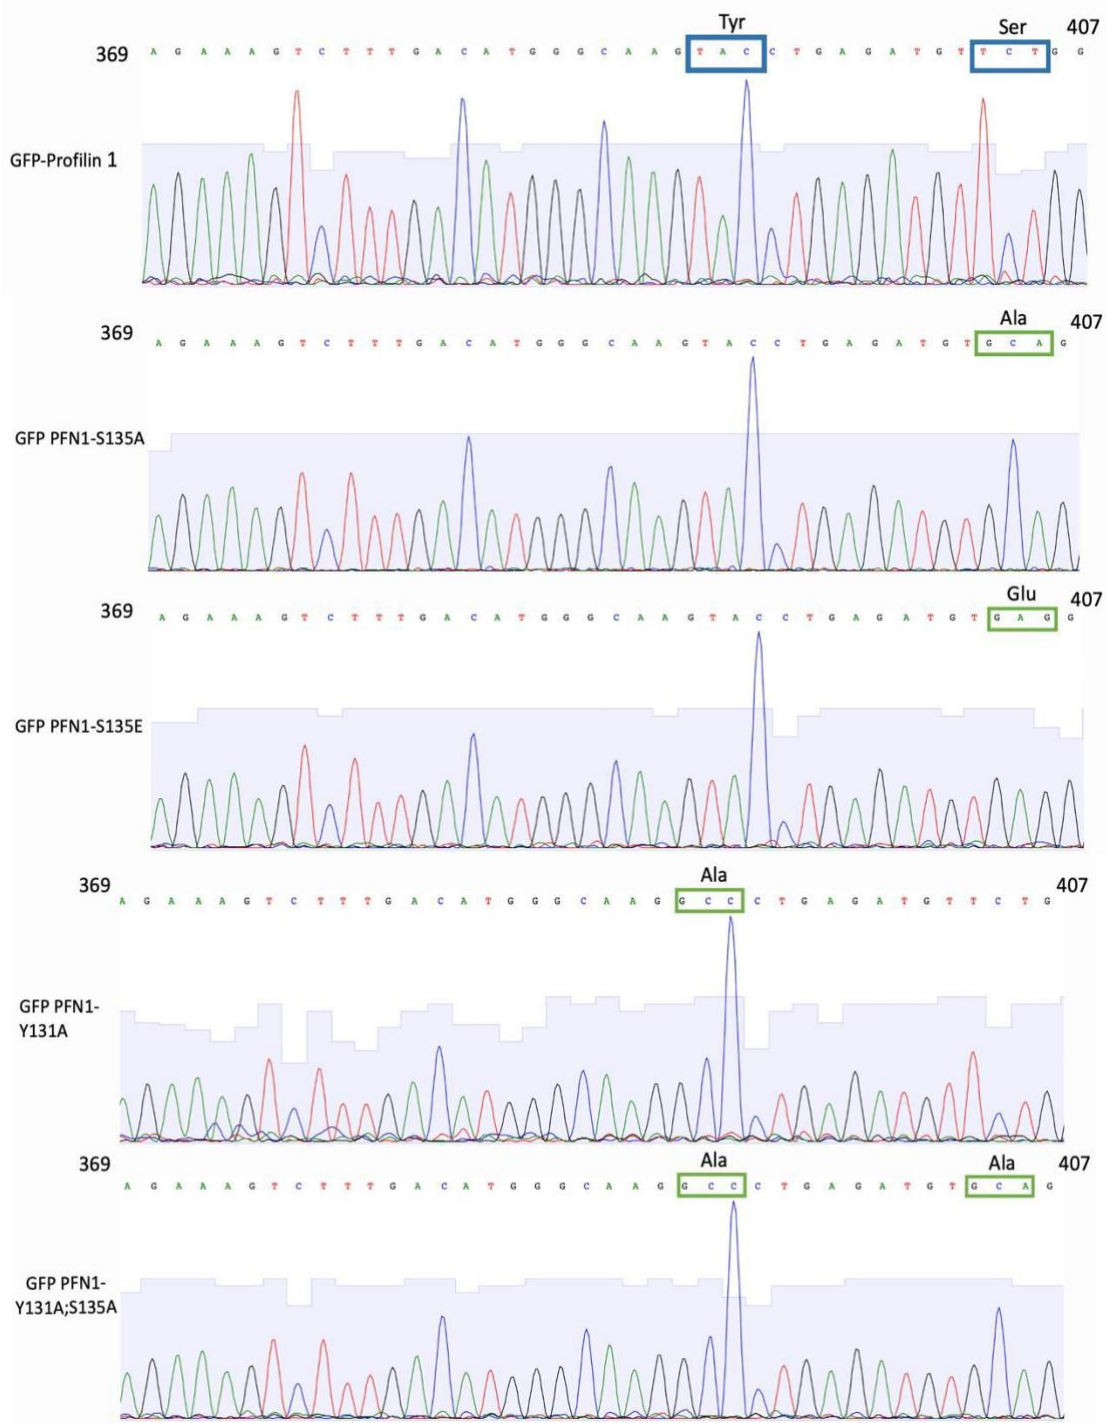 Tyr
Ser
369
407
A G A A A G T C T T T G A C A T G G G C A A G T A C C T G A G A T G T T C T G G
GFP-Profilin 1
Ala
369
407
A G A A A G T C T T T G A C A T G G G C A A G T A C C T G A G A T G T G C A G
GFP PFN1-S135A
Glu
369
407
A G A A A G T C T T T G A C A T G G G C A A G T A C C T G A G A T G T G A G G
GFP PFN1-S135E
Ala
369
407
A G A A A G T C T T T G A C A T G G G C A A G G C C C T G A G A T G T T C T G
GFP PFN1-
Y131A
Ala
Ala
369
407
A G A A A G T C T T T G A C A T G G G C A A G G C C C T G A G A T G T G C A G
GFP PFN1-
Y131A;S135A